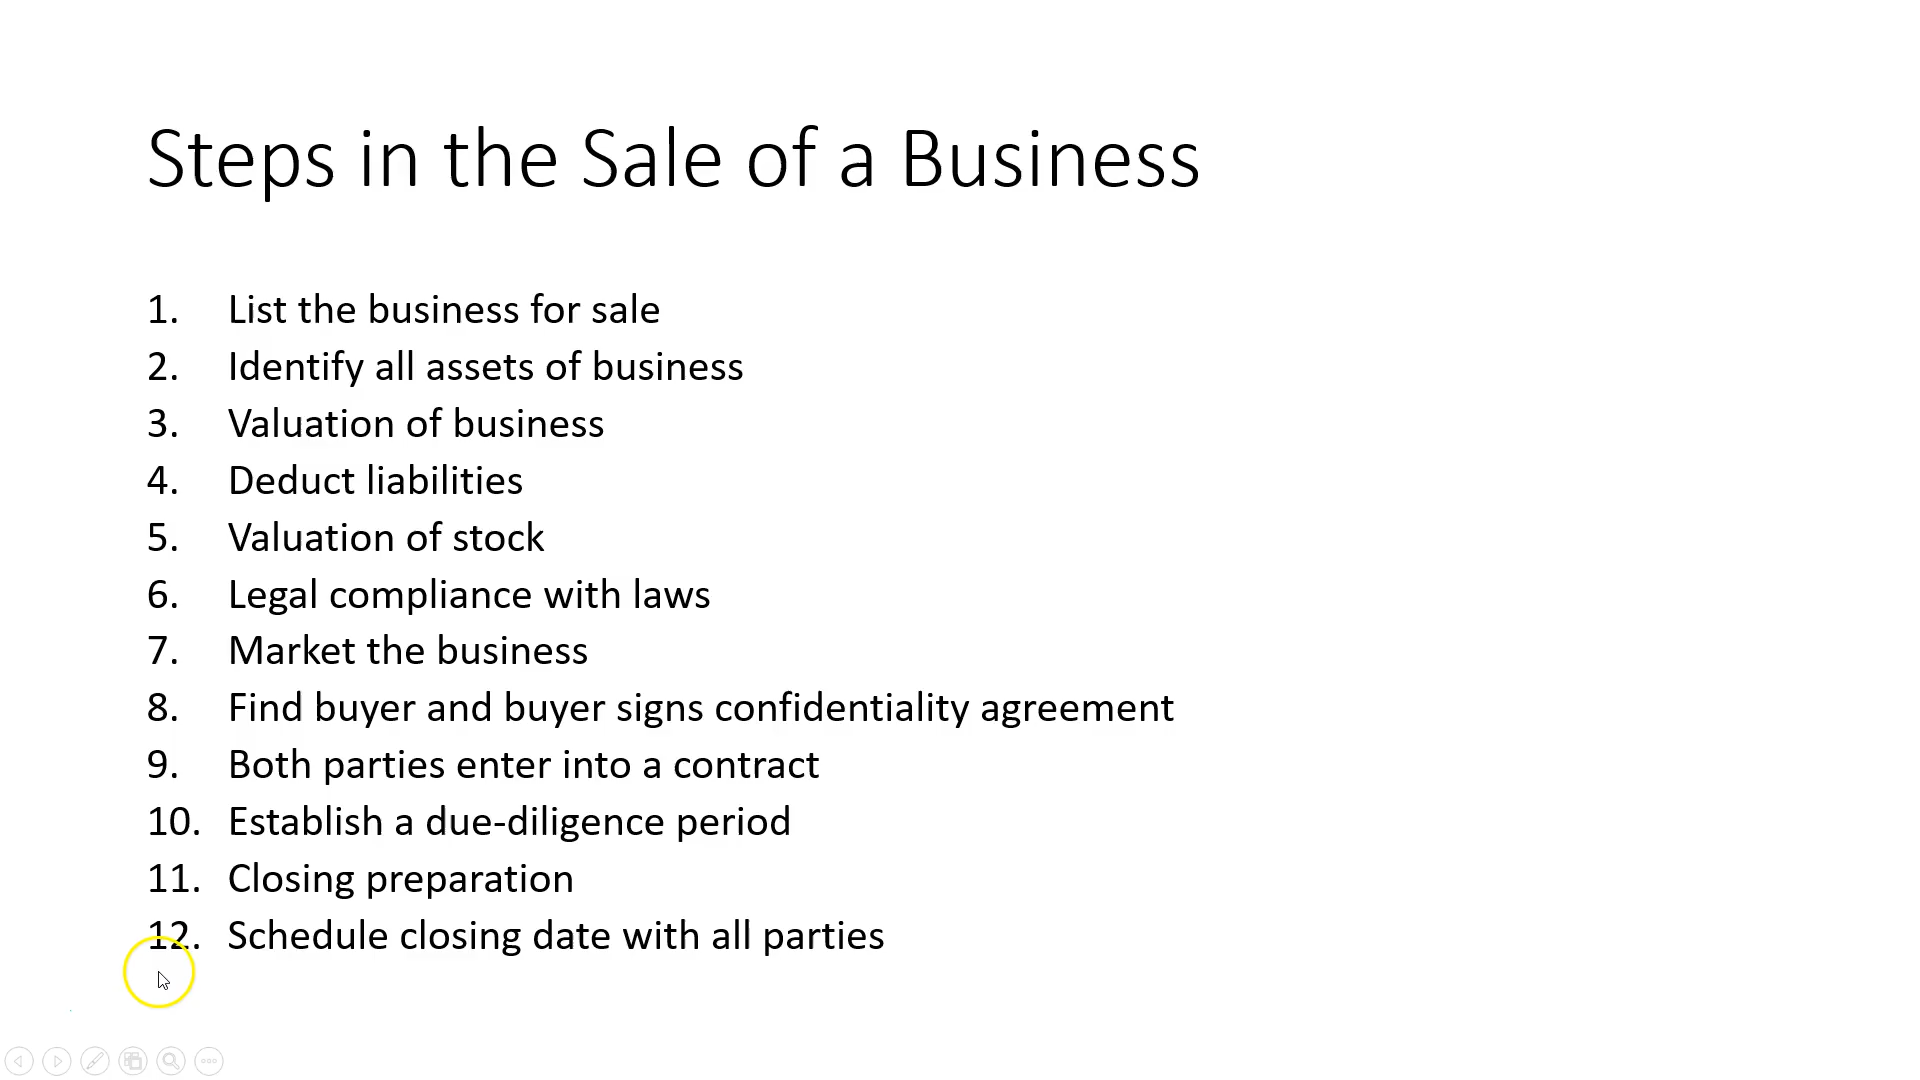 Steps in the Sale of a Business
1. List the business for sale
2. Identify all assets of business
3. Valuation of business
4. Deduct liabilities
5. Valuation of stock
6. Legal compliance with laws
7. Market the business
8. Find buyer and buyer signs confidentiality agreement
9. Both parties enter into a contract
10. Establish a due-diligence period
11. Closing preparation
12. Schedule closing date with all parties